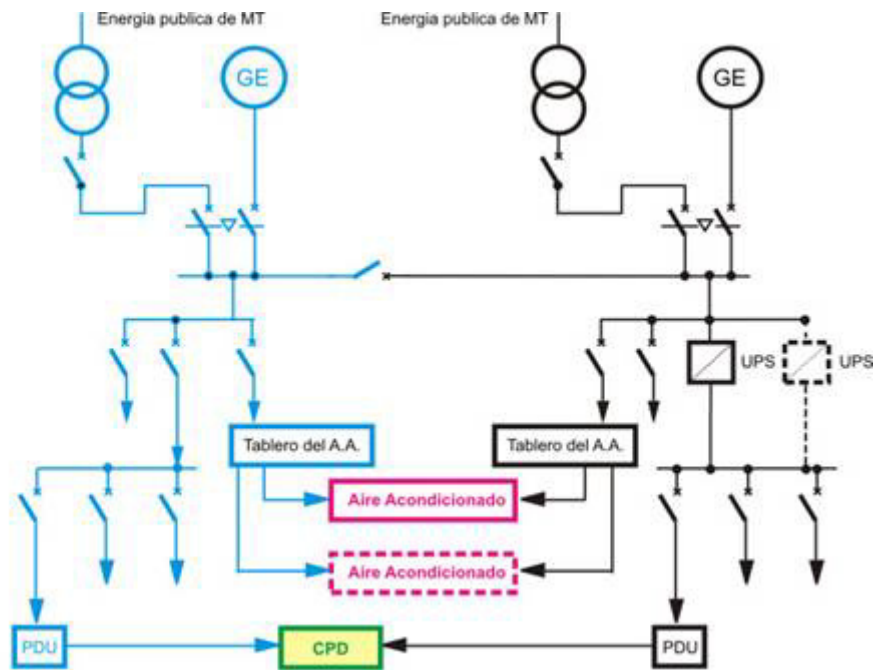 Energia publica de MT
Energia publica de MT
GE
GE
UPS
UPS
Tablero del A.A.
Tablero del A.A.
Aire Acondicionado
Aire Acondicionado
PDU
CPD
PDU